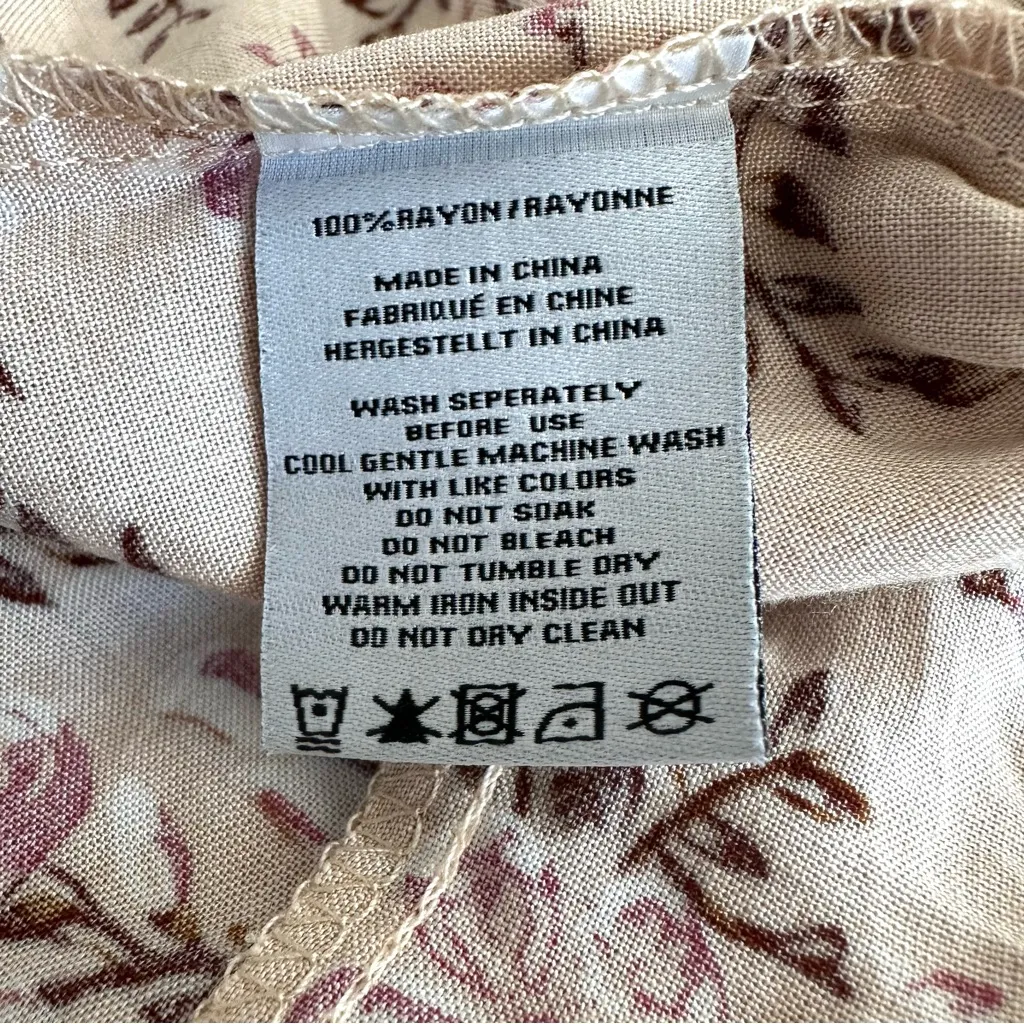 100%RAYON/RAYONNE
MADE IN CHINA
FABRIQUÉ EN CHINE
HERGESTELLT IN CHINA
WASH SEPERATELY
BEFORE USE
COOL GENTLE MACHINE WASH
WITH LIKE COLORS
DO NOT SOAK
DO NOT BLEACH
DO NOT TUMBLE DRY
WARM IRON INSIDE OUT
DO NOT DRY CLEAN